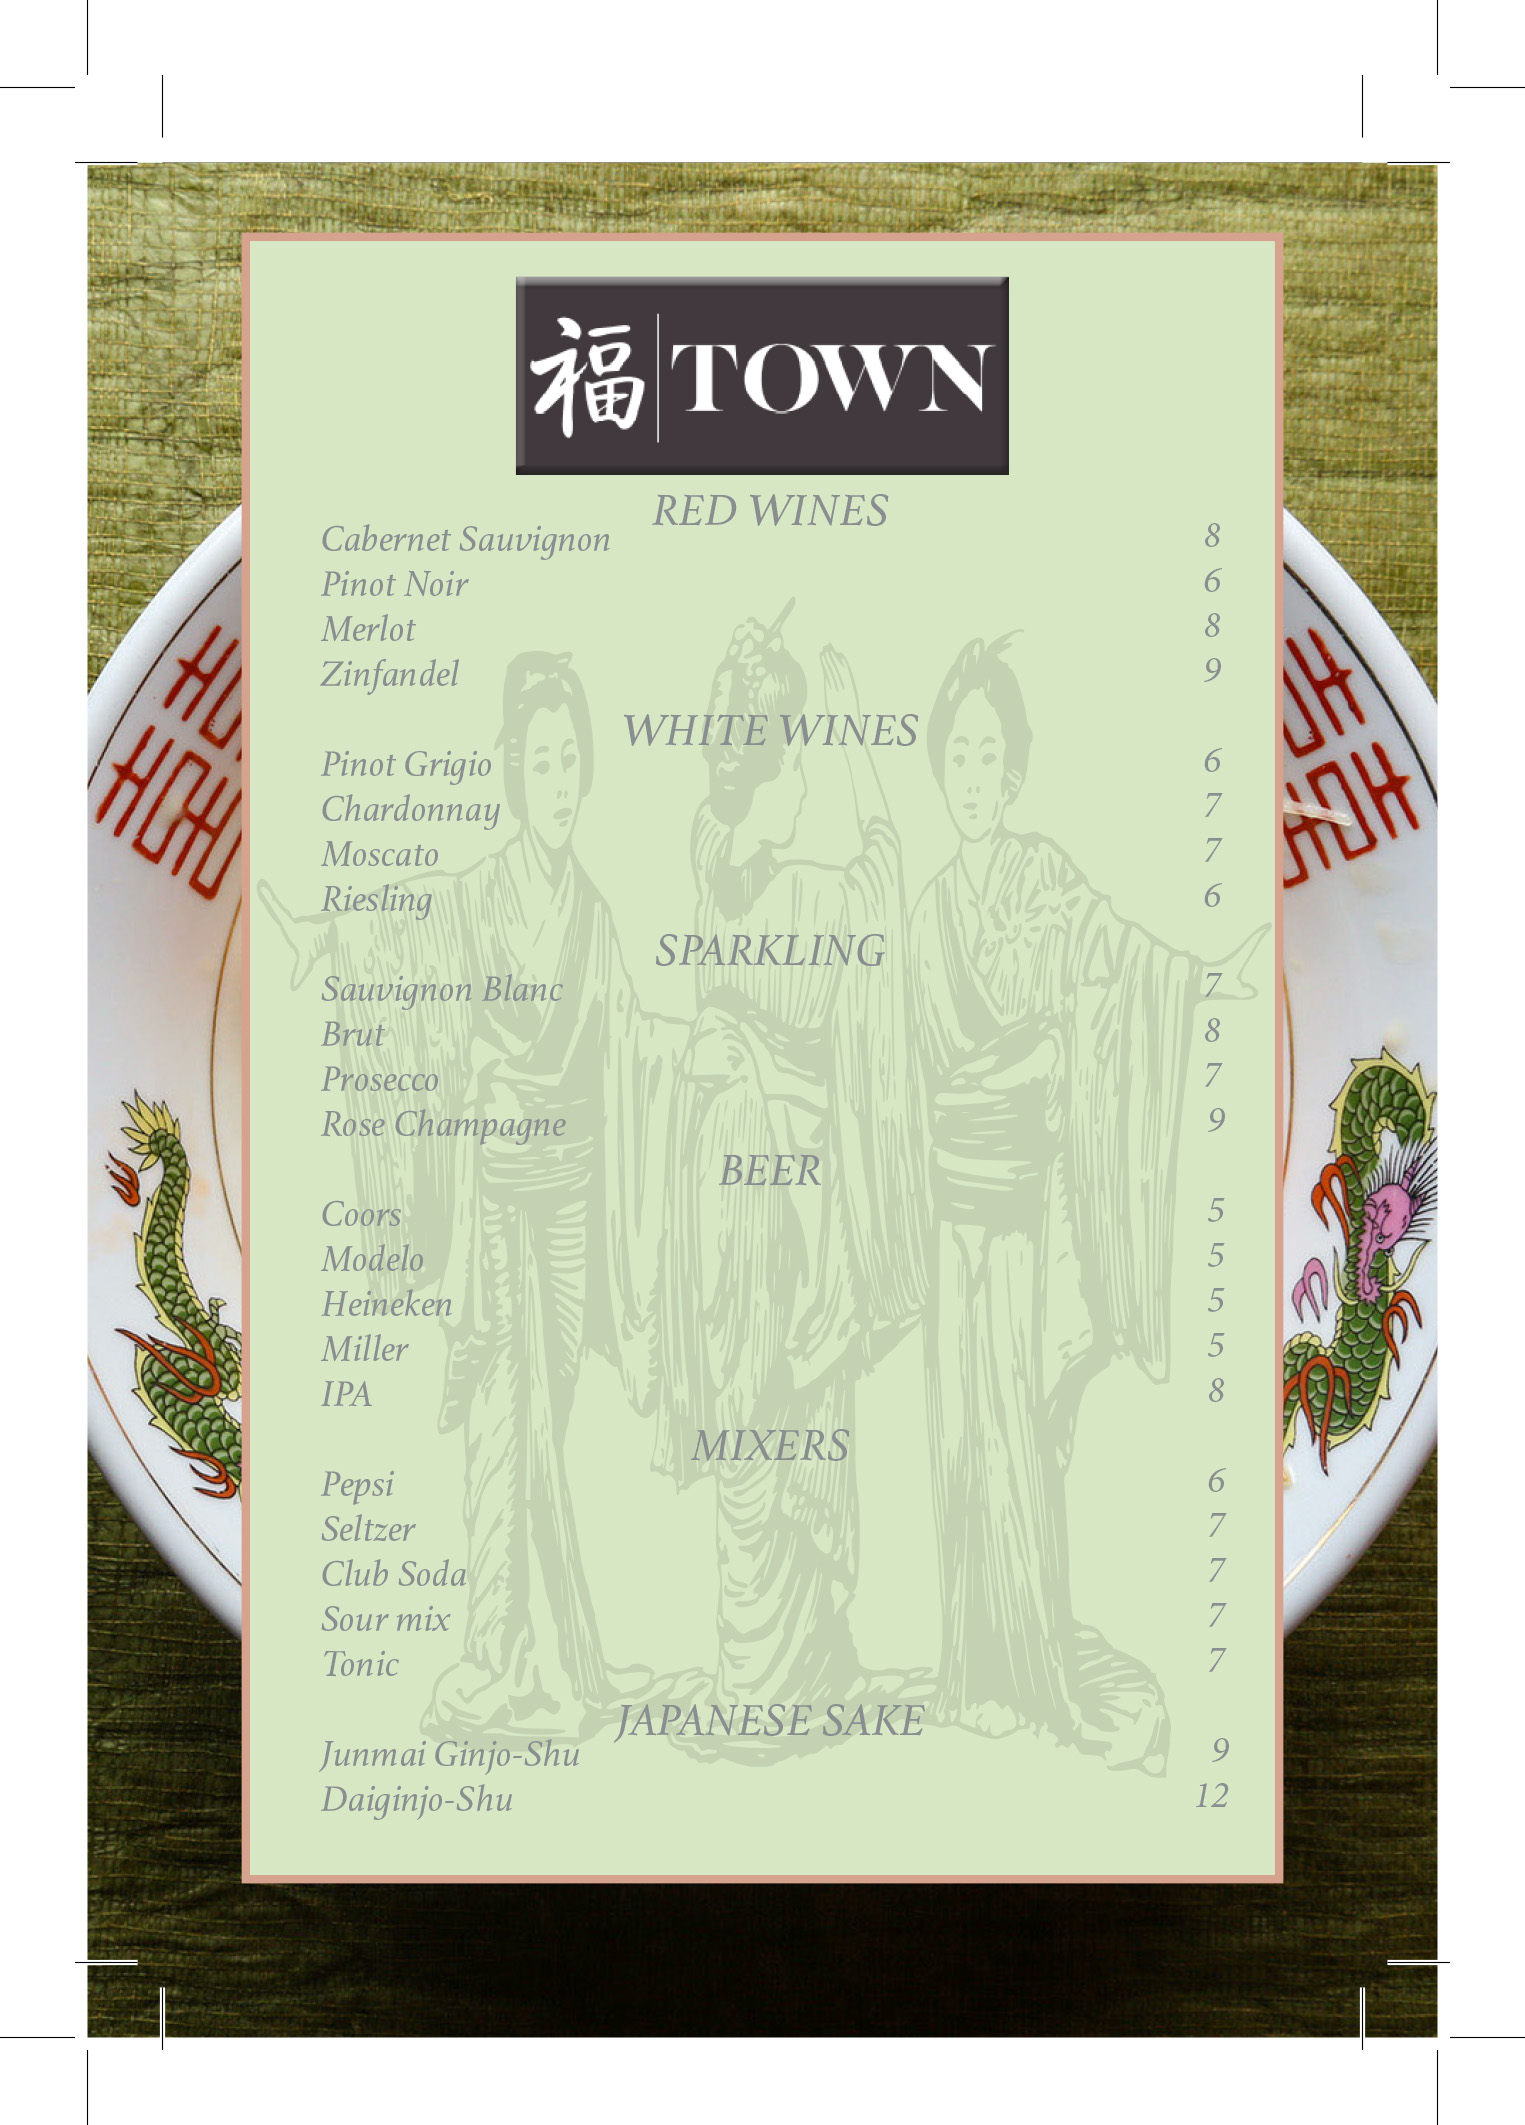 福 TOWN
RED WINES
Cabernet Sauvignon 8
Pinot Noir 6
Merlot 8
Zinfandel 9
WHITE WINES
Pinot Grigio 6
Chardonnay 7
Moscato 7
Riesling 6
SPARKLING
Sauvignon Blanc 7
Brut 8
Prosecco 7
Rose Champagne 9
BEER
Coors 5
Modelo 5
Heineken 5
Miller 5
IPA 8
MIXERS
Pepsi 6
Seltzer 7
Club Soda 7
Sour mix 7
Tonic 7
JAPANESE SAKE
Junmai Ginjo-Shu 9
Daiginjo-Shu 12